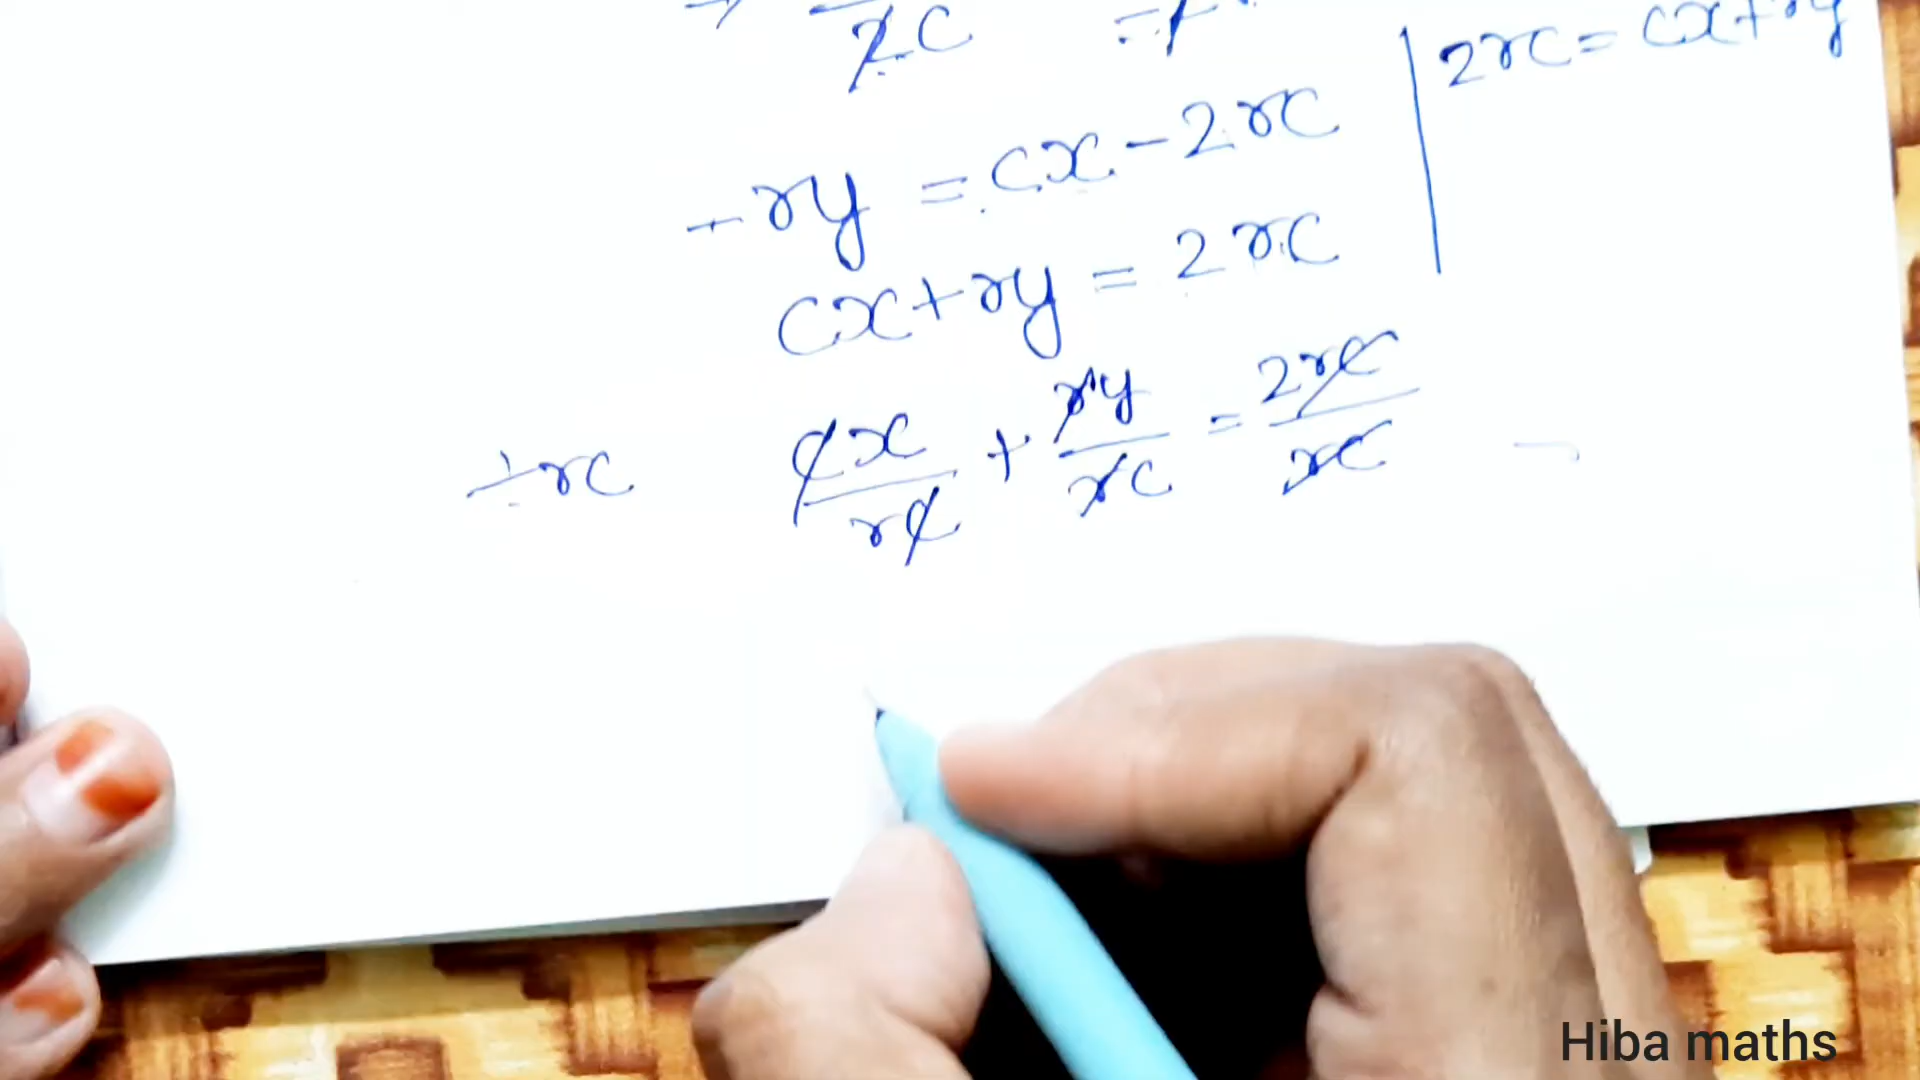 2rc = cx+ry
-ry = cx - 2rc
cx+ry = 2rc
÷rc cx/rc + ry/rc = 2rc/rc
Hiba maths